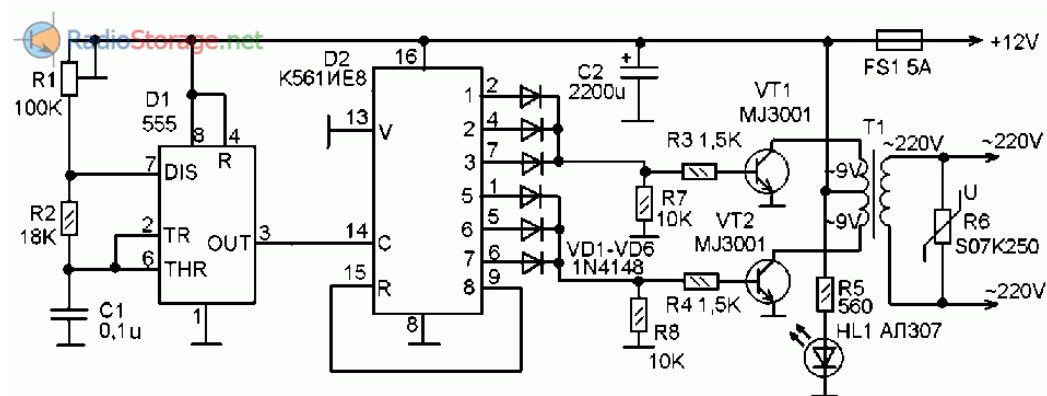 RadioStorage.net
R1
100K
D1
555
8
4
R
7
DIS
R2
18K
2
TR
6
THR
OUT
3
1
C1
0,1u
D2
К561ИЕ8
16
13
V
14
C
15
R
8
1
2
2
4
3
7
5
1
6
5
7
6
8
9
VD1-VD6
1N4148
+
C2
2200u
R3 1,5K
R7
10K
R4 1,5K
R8
10K
VT1
MJ3001
VT2
MJ3001
T1
~9V
~9V
FS1 5A
+12V
~220V
~220V
U
R6
S07K250
~220V
R5
560
HL1 АЛ307